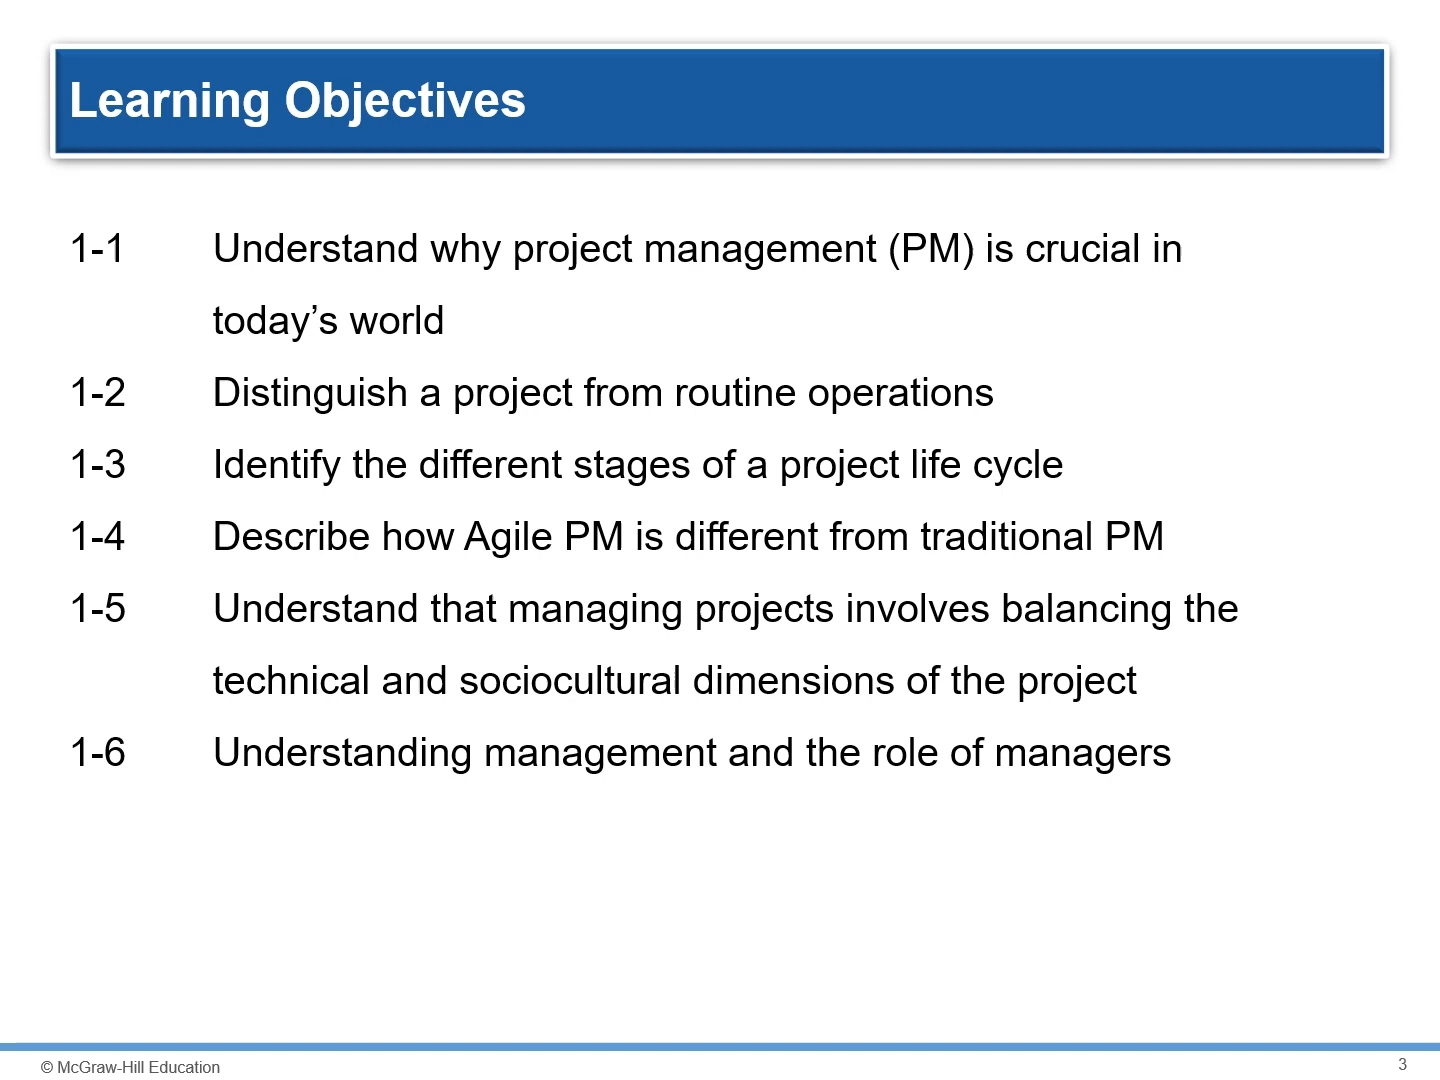 Learning Objectives
1-1 Understand why project management (PM) is crucial in
today’s world
1-2 Distinguish a project from routine operations
1-3 Identify the different stages of a project life cycle
1-4 Describe how Agile PM is different from traditional PM
1-5 Understand that managing projects involves balancing the
technical and sociocultural dimensions of the project
1-6 Understanding management and the role of managers
© McGraw-Hill Education
3